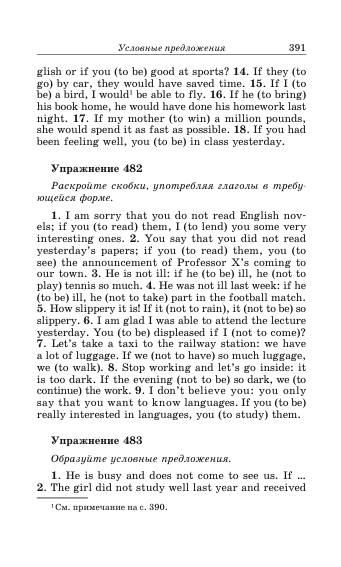 Условные предложения 391
glish or if you (to be) good at sports? 14. If they (to
go) by car, they would have saved time. 15. If I (to
be) a bird, I would¹ be able to fly. 16. If he (to bring)
his book home, he would have done his homework last
night. 17. If my mother (to win) a million pounds,
she would spend it as fast as possible. 18. If you had
been feeling well, you (to be) in class yesterday.
Упражнение 482
Раскройте скобки, употребляя глаголы в требу-
ющейся форме.
1. I am sorry that you do not read English nov-
els; if you (to read) them, I (to lend) you some very
interesting ones. 2. You say that you did not read
yesterday's papers; if you (to read) them, you (to
see) the announcement of Professor X's coming to
our town. 3. He is not ill: if he (to be) ill, he (not to
play) tennis so much. 4. He was not ill last week: if he
(to be) ill, he (not to take) part in the football match.
5. How slippery it is! If it (not to rain), it (not to be) so
slippery. 6. I am glad I was able to attend the lecture
yesterday. You (to be) displeased if I (not to come)?
7. Let's take a taxi to the railway station: we have
a lot of luggage. If we (not to have) so much luggage,
we (to walk). 8. Stop working and let's go inside: it
is too dark. If the evening (not to be) so dark, we (to
continue) the work. 9. I don't believe you: you only
say that you want to know languages. If you (to be)
really interested in languages, you (to study) them.
Упражнение 483
Образуйте условные предложения.
1. He is busy and does not come to see us. If ...
2. The girl did not study well last year and received
¹ См. примечание на с. 390.